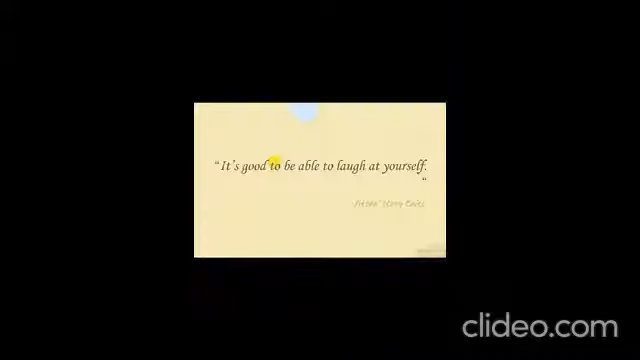 “ It's good to be able to laugh at yourself.
“
clideo.com